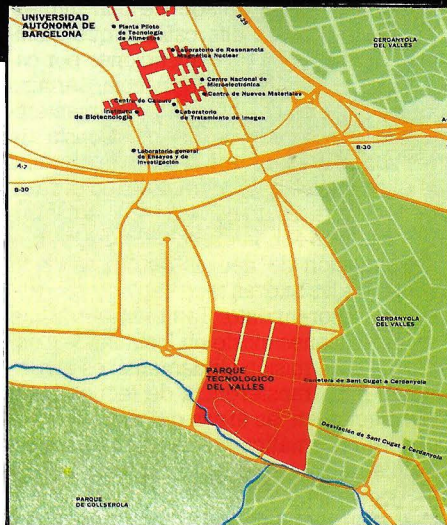 UNIVERSIDAD
AUTÓNOMA DE
BARCELONA
Planta Piloto
de Tecnología
de Alimentos
Laboratorio de Resonancia
Magnética Nuclear
Centro Nacional de
Microelectrónica
Centro de Nuevos Materiales
Centro de Cálculo
Instituto
de Biotecnología
Laboratorio
de Tratamiento de Imagen
Laboratorio general
de Ensayos y de
Investigación
CERDANYOLA
DEL VALLES
A-7
B-30
B-30
CERDANYOLA
DEL VALLES
PARQUE
TECNOLOGICO
DEL VALLES
Carretera de Sant Cugat a Cerdanyola
Desviación de Sant Cugat a Cerdanyola
PARQUE
DE COLLSEROLA